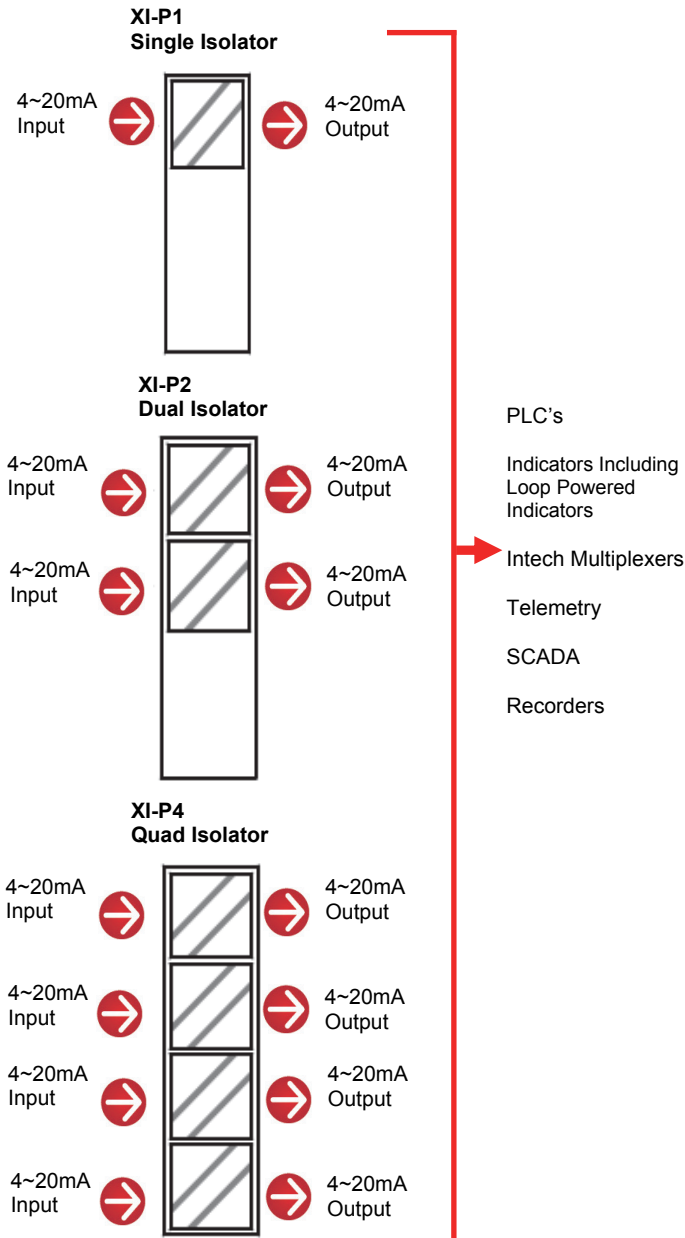 XI-P1
Single Isolator
4~20mA
Input
4~20mA
Output
XI-P2
Dual Isolator
4~20mA
Input
4~20mA
Output
4~20mA
Input
4~20mA
Output
XI-P4
Quad Isolator
4~20mA
Input
4~20mA
Output
4~20mA
Input
4~20mA
Output
4~20mA
Input
4~20mA
Output
4~20mA
Input
4~20mA
Output
PLC’s
Indicators Including
Loop Powered
Indicators
Intech Multiplexers
Telemetry
SCADA
Recorders